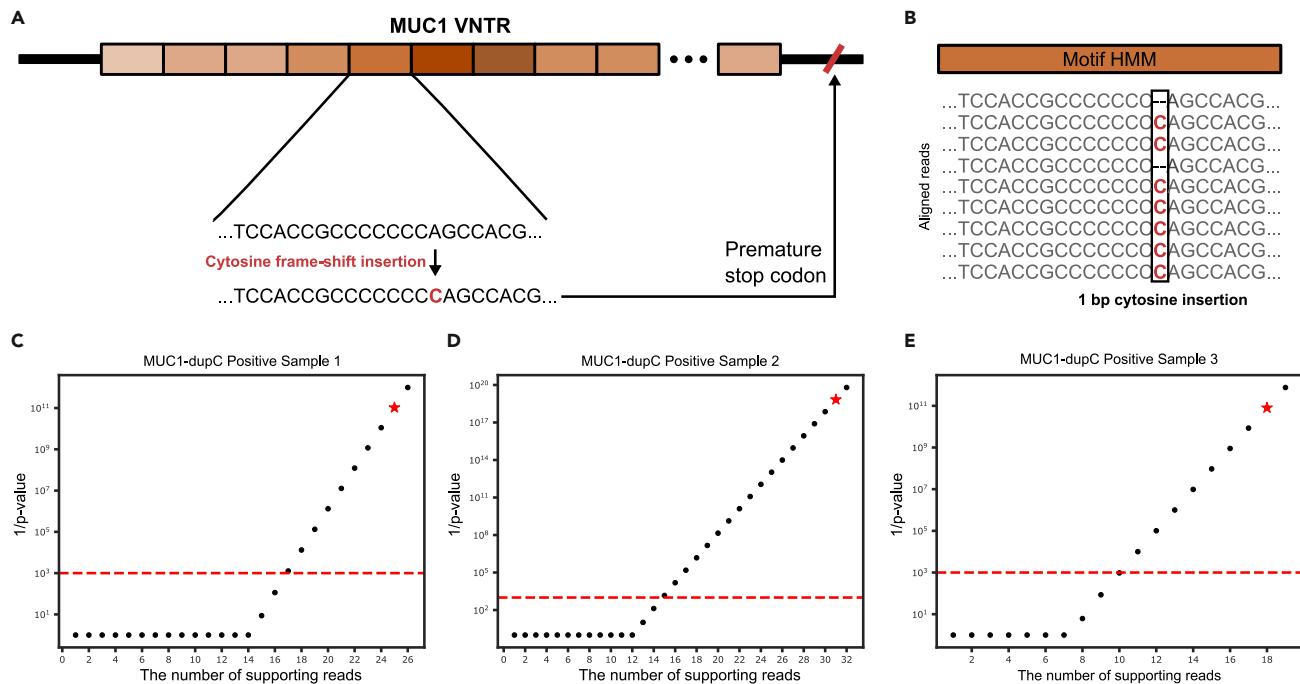 A
MUC1 VNTR
...TCCACCGCCCCCCCAGCCACG...
Cytosine frame-shift insertion
...TCCACCGCCCCCCCCAGCCACG...
Premature
stop codon
B
Motif HMM
Aligned reads
...TCCACCGCCCCCCC--AGCCACG...
...TCCACCGCCCCCCCCAGCCACG...
...TCCACCGCCCCCCCCAGCCACG...
...TCCACCGCCCCCCC--AGCCACG...
...TCCACCGCCCCCCCCAGCCACG...
...TCCACCGCCCCCCCCAGCCACG...
...TCCACCGCCCCCCCCAGCCACG...
...TCCACCGCCCCCCCCAGCCACG...
...TCCACCGCCCCCCCCAGCCACG...
1 bp cytosine insertion
C
MUC1-dupC Positive Sample 1
1/p-value
10¹¹
10⁹
10⁷
10⁵
10³
10¹
0 2 4 6 8 10 12 14 16 18 20 22 24 26
The number of supporting reads
D
MUC1-dupC Positive Sample 2
1/p-value
10²⁰
10¹⁷
10¹⁴
10¹¹
10⁸
10⁵
10²
0 2 4 6 8 10 12 14 16 18 20 22 24 26 28 30 32
The number of supporting reads
E
MUC1-dupC Positive Sample 3
1/p-value
10¹¹
10⁹
10⁷
10⁵
10³
10¹
2 4 6 8 10 12 14 16 18
The number of supporting reads